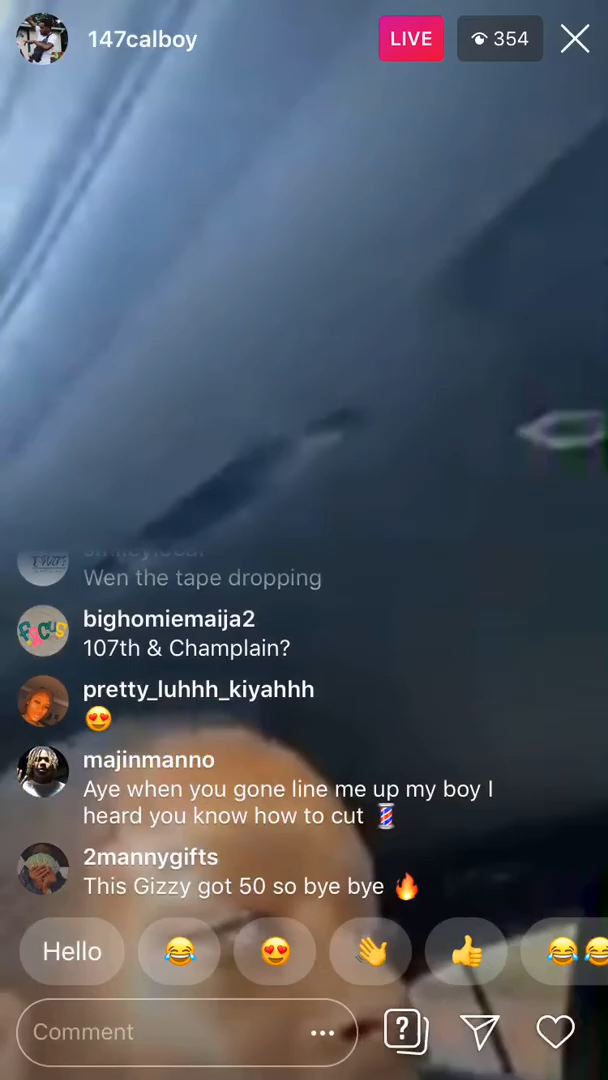 147calboy
LIVE
354
Wen the tape dropping
bighomiemaija2
107th & Champlain?
pretty_luhhh_kiyahhh
😍
majinmanno
Aye when you gone line me up my boy I
heard you know how to cut 💈
2mannygifts
This Gizzy got 50 so bye bye 🔥
Hello 😂 😍 👋 👍 😂😂
Comment